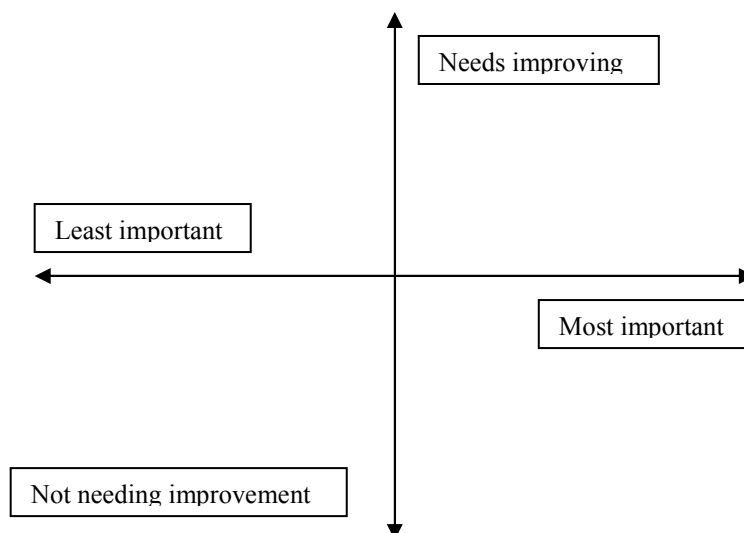 Needs improving
Least important
Most important
Not needing improvement